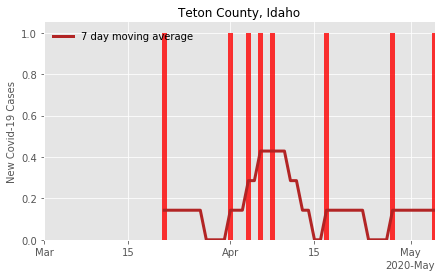 Teton County, Idaho
7 day moving average
New Covid-19 Cases
1.0
0.8
0.6
0.4
0.2
0.0
Mar 15 Apr 15 May
2020-May